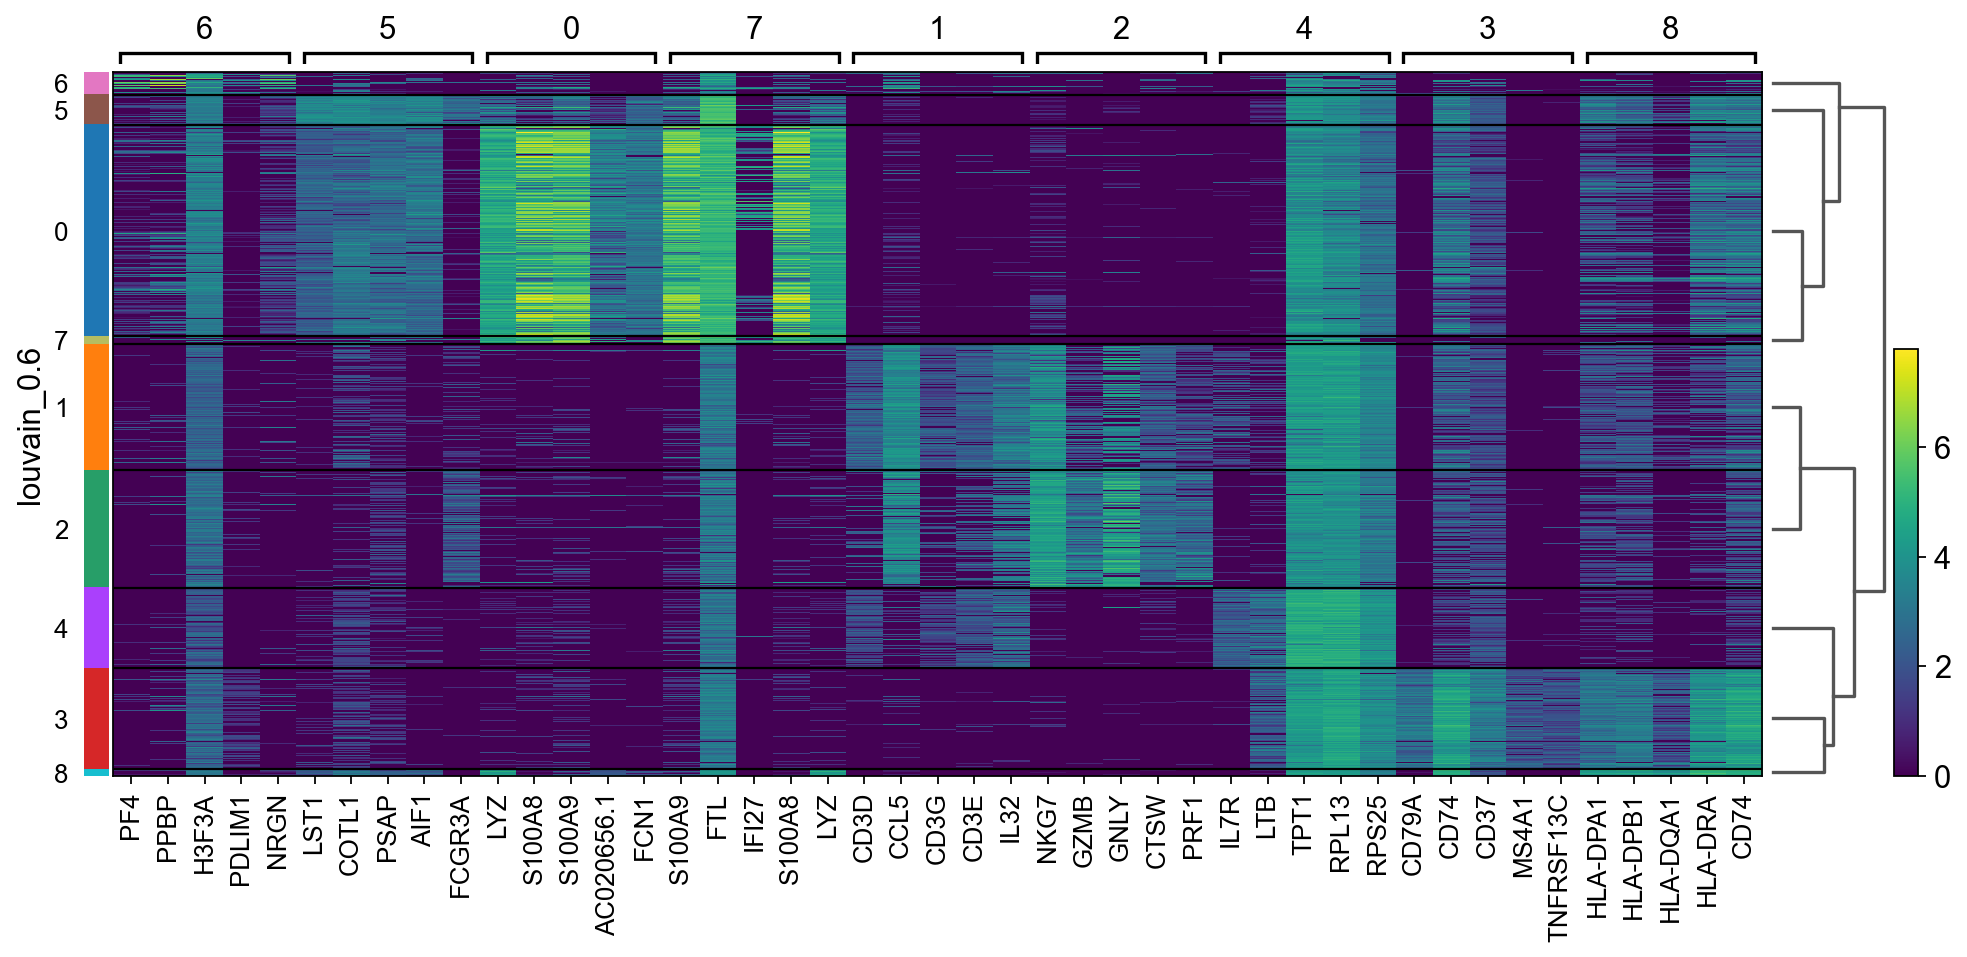 6 5 0 7 1 2 4 3 8
louvain_0.6
6
5
0
7
1
2
4
3
8
6
4
2
0
PF4
PPBP
H3F3A
PDLIM1
NRGN
LST1
COTL1
PSAP
AIF1
FCGR3A
LYZ
S100A8
S100A9
AC020656.1
FCN1
S100A9
FTL
IFI27
S100A8
LYZ
CD3D
CCL5
CD3G
CD3E
IL32
NKG7
GZMB
GNLY
CTSW
PRF1
IL7R
LTB
TPT1
RPL13
RPS25
CD79A
CD74
CD37
MS4A1
TNFRSF13C
HLA-DPA1
HLA-DPB1
HLA-DQA1
HLA-DRA
CD74